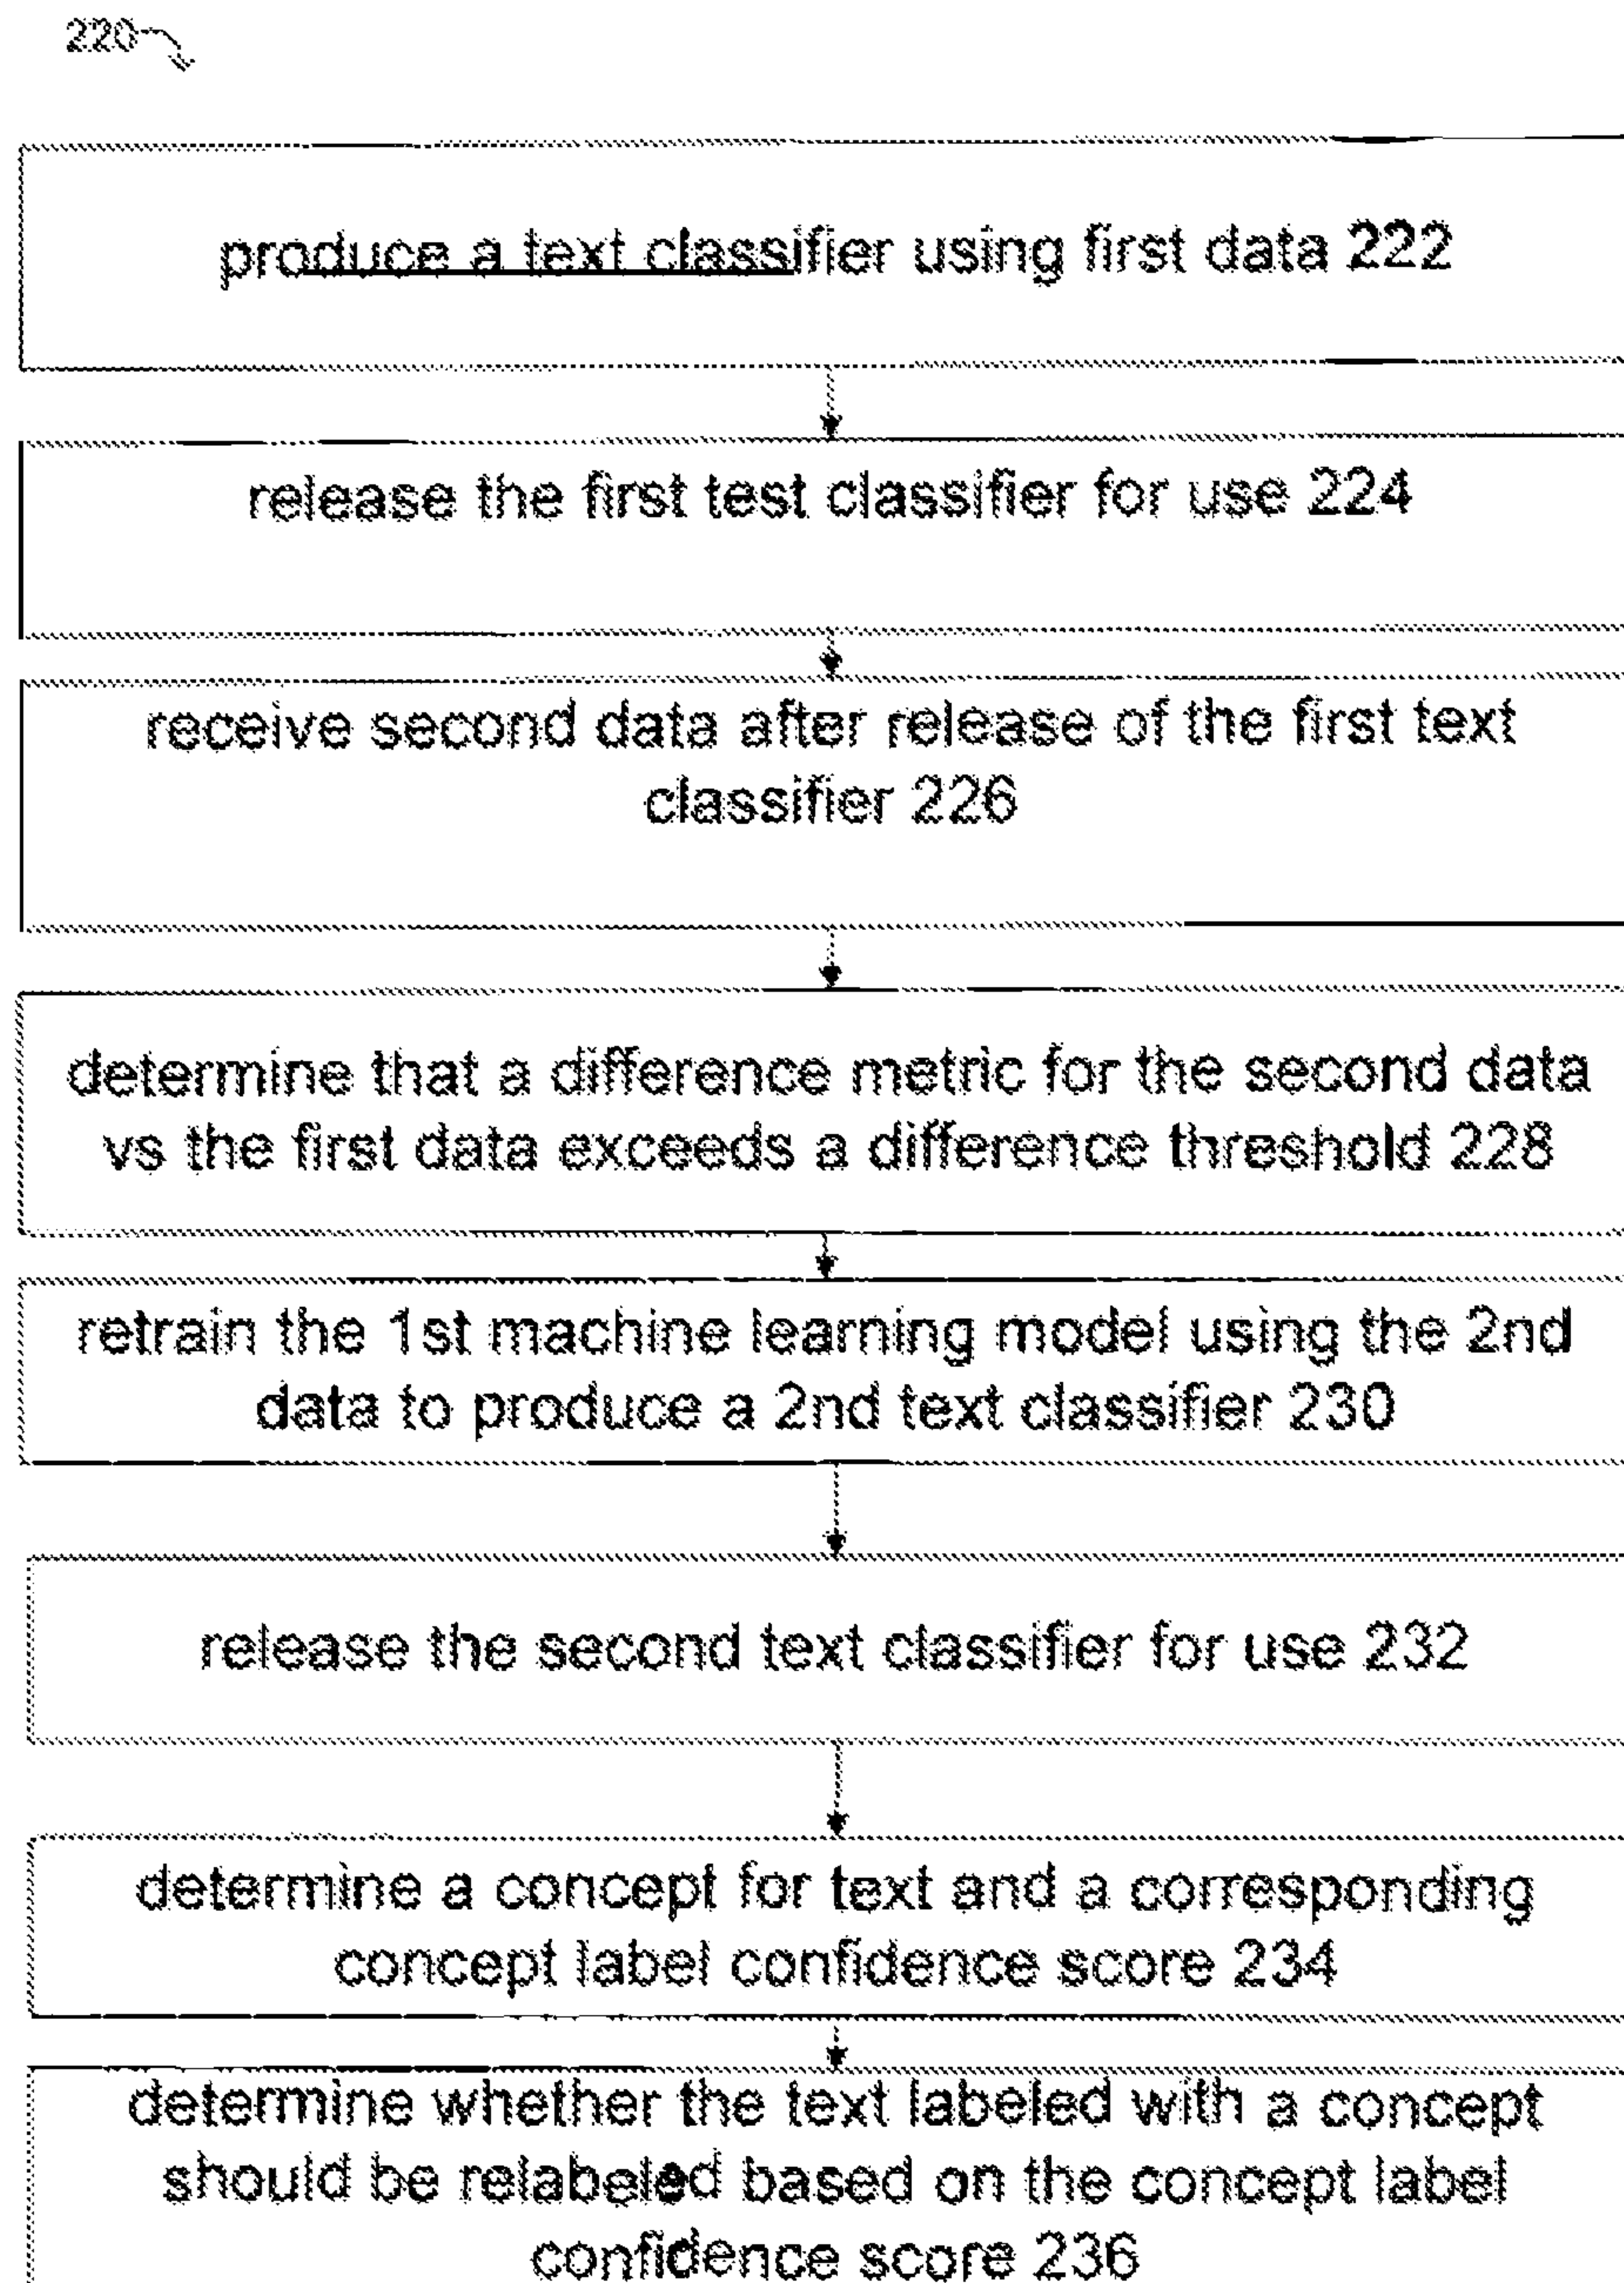 220
produce a text classifier using first data 222
release the first test classifier for use 224
receive second data after release of the first text
classifier 226
determine that a difference metric for the second data
vs the first data exceeds a difference threshold 228
retrain the 1st machine learning model using the 2nd
data to produce a 2nd text classifier 230
release the second text classifier for use 232
determine a concept for text and a corresponding
concept label confidence score 234
determine whether the text labeled with a concept
should be relabeled based on the concept label
confidence score 236